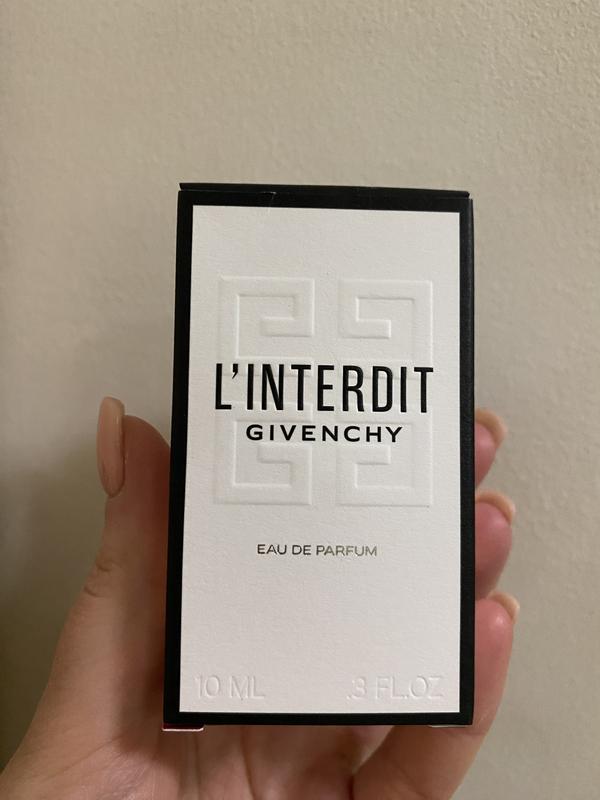 L'INTERDIT
GIVENCHY
EAU DE PARFUM
10 ML .3 FL.OZ